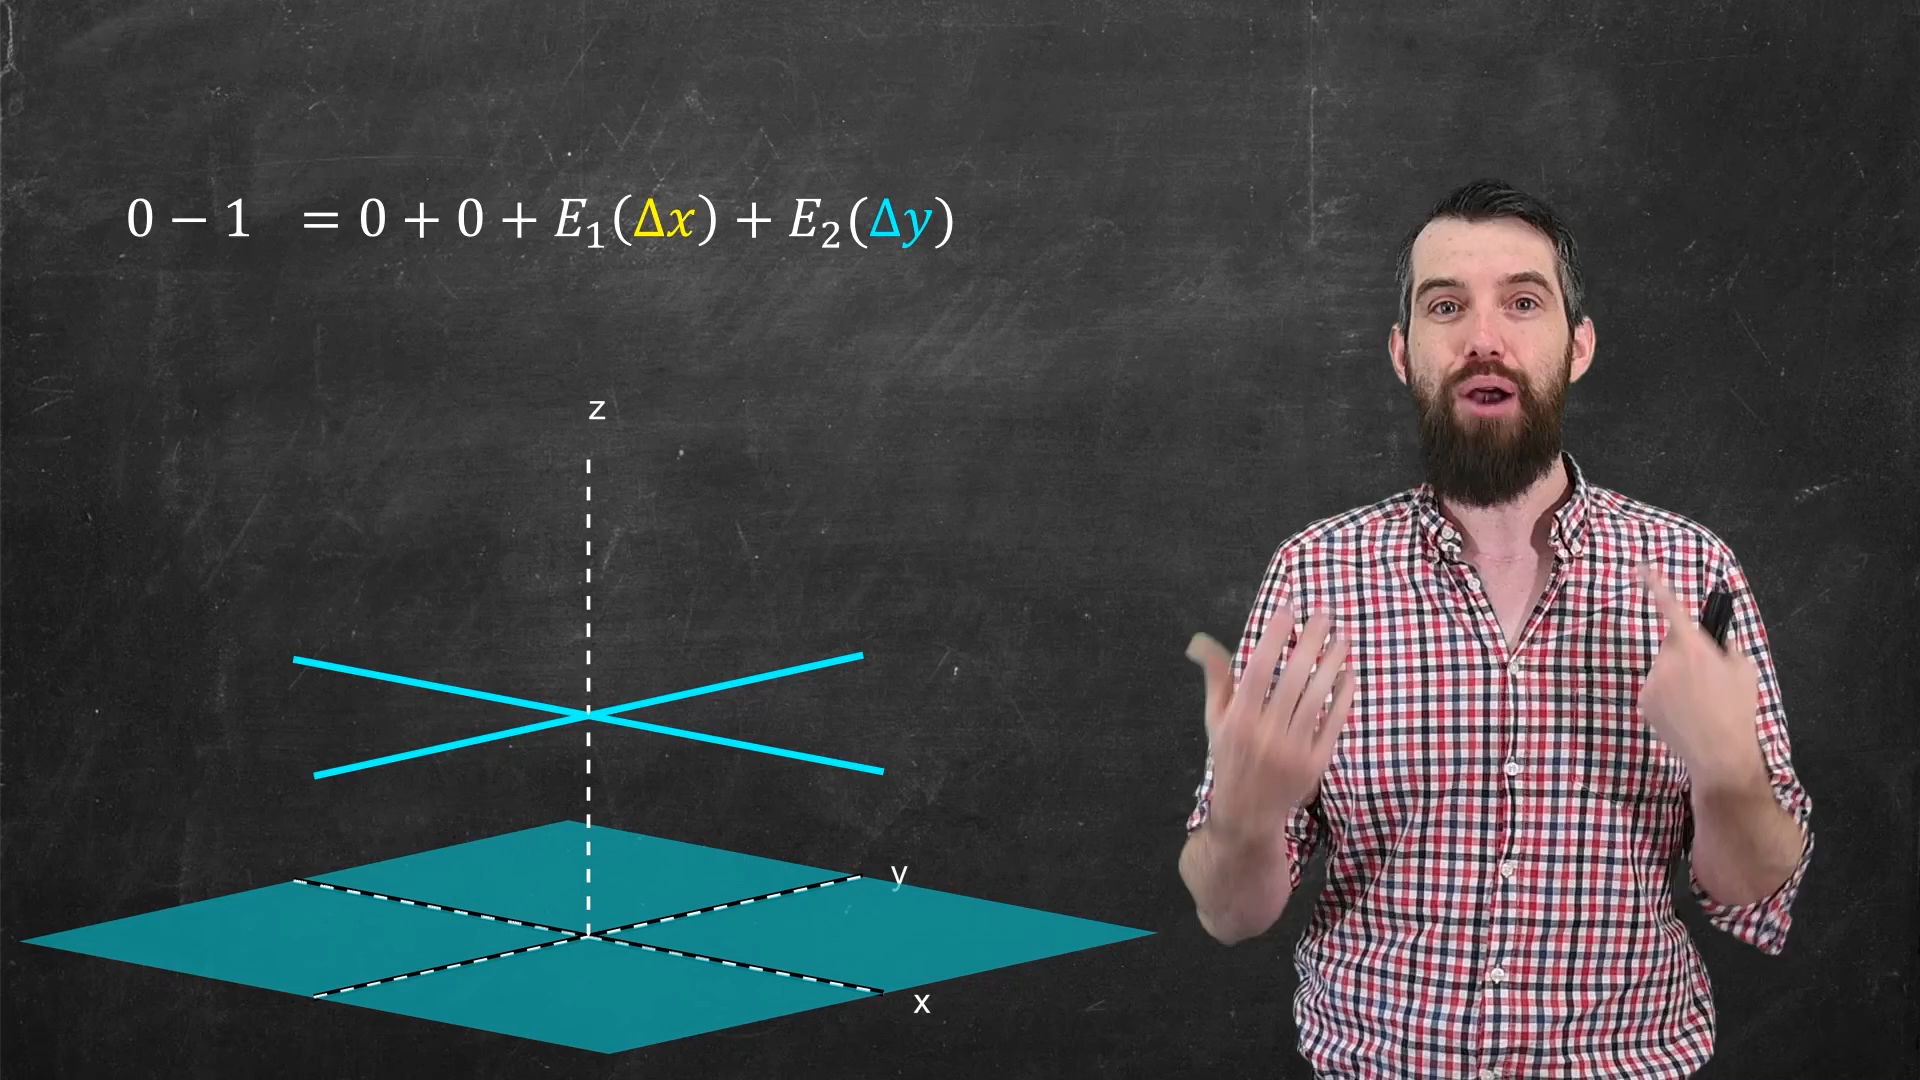 0 − 1 = 0 + 0 + E₁(Δx) + E₂(Δy)
z
y
x